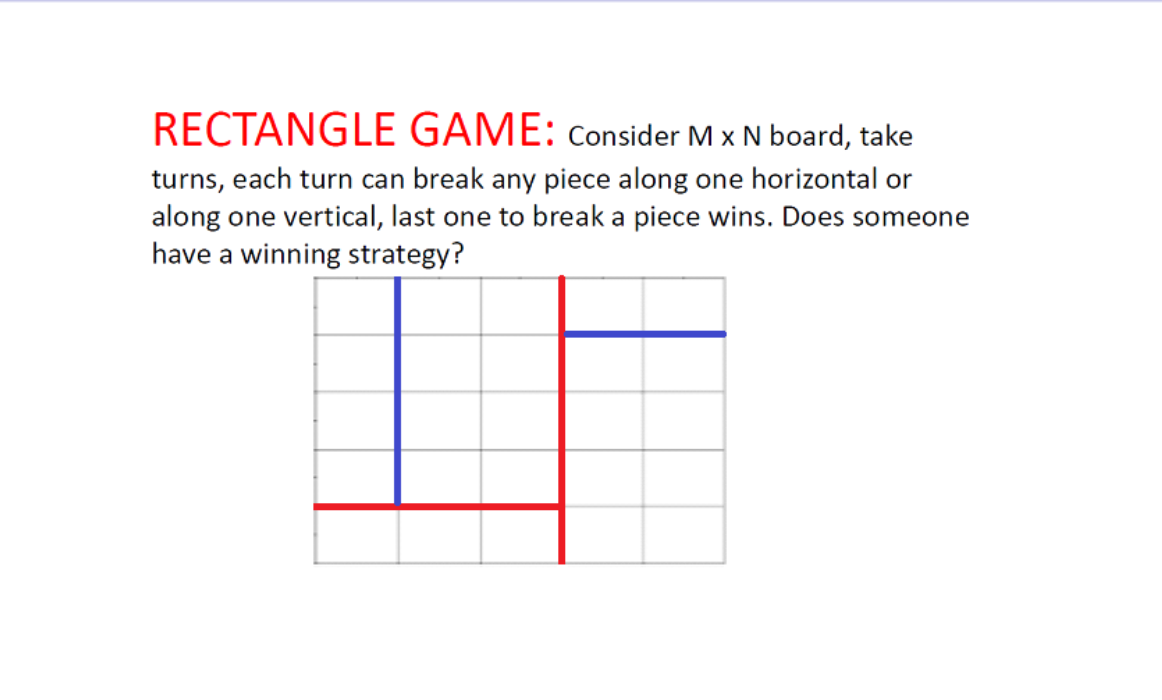 RECTANGLE GAME: Consider M x N board, take
turns, each turn can break any piece along one horizontal or
along one vertical, last one to break a piece wins. Does someone
have a winning strategy?